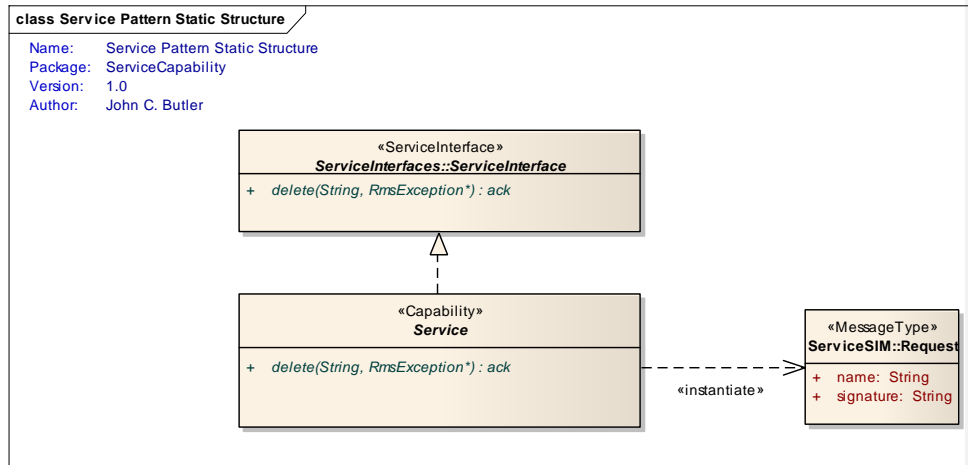 class Service Pattern Static Structure
Name: Service Pattern Static Structure
Package: ServiceCapability
Version: 1.0
Author: John C. Butler
«ServiceInterface»
ServiceInterfaces::ServiceInterface
+ delete(String, RmsException*) : ack
«Capability»
Service
+ delete(String, RmsException*) : ack
«instantiate»
«MessageType»
ServiceSIM::Request
+ name: String
+ signature: String